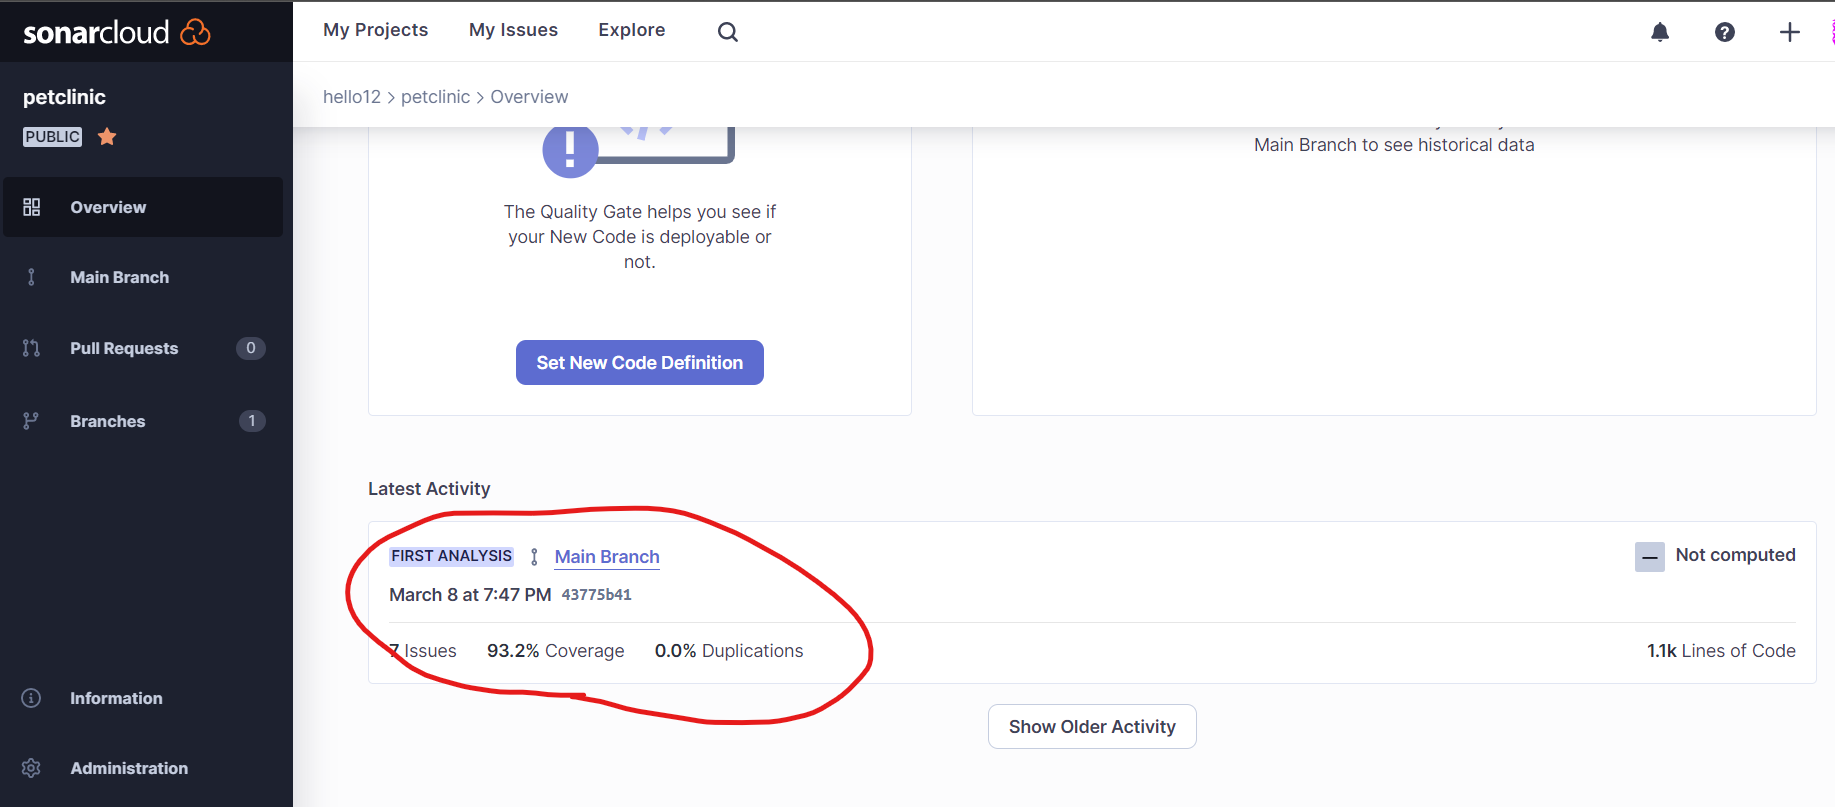 sonarcloud
My Projects
My Issues
Explore
petclinic
PUBLIC
hello12 > petclinic > Overview
Overview
Main Branch
Pull Requests 0
Branches 1
Information
Administration
The Quality Gate helps you see if
your New Code is deployable or
not.
Set New Code Definition
Main Branch to see historical data
Latest Activity
FIRST ANALYSIS Main Branch
Not computed
March 8 at 7:47 PM 43775b41
7 Issues 93.2% Coverage 0.0% Duplications
1.1k Lines of Code
Show Older Activity